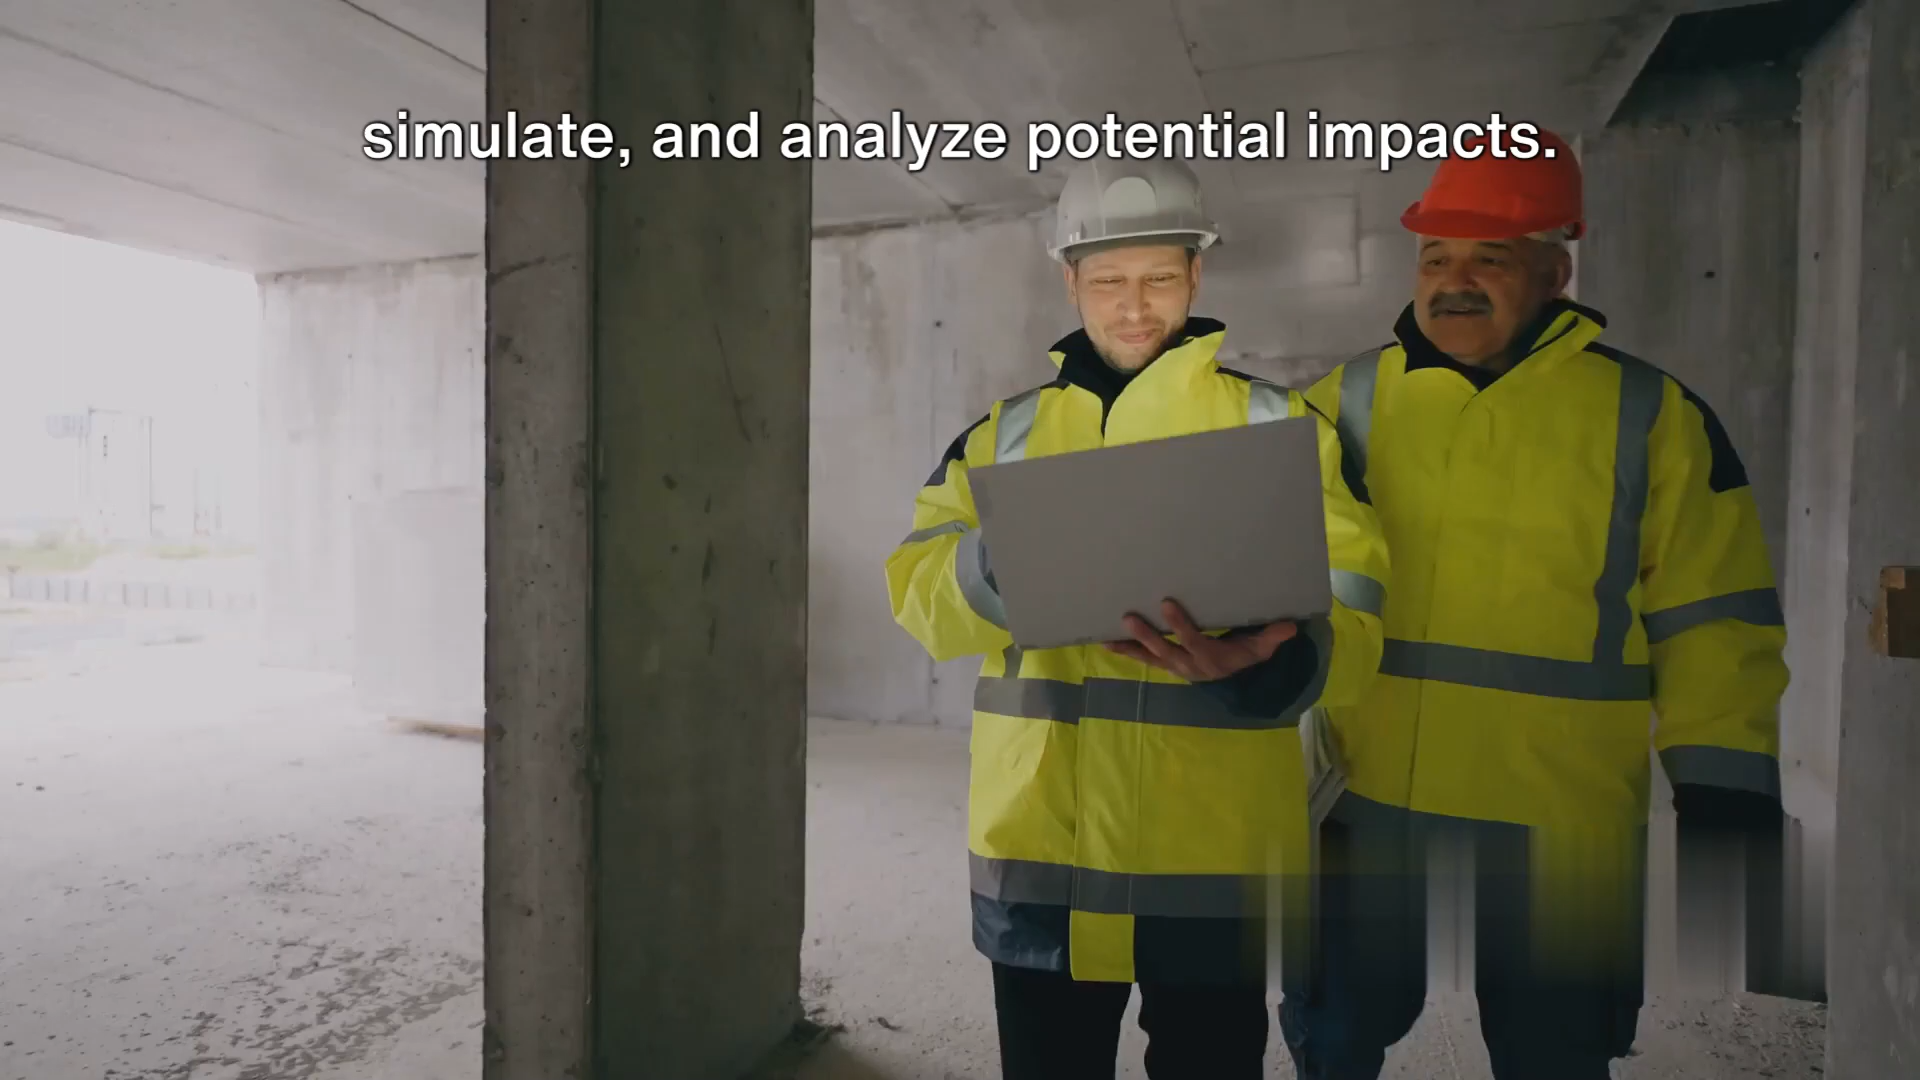 simulate, and analyze potential impacts.